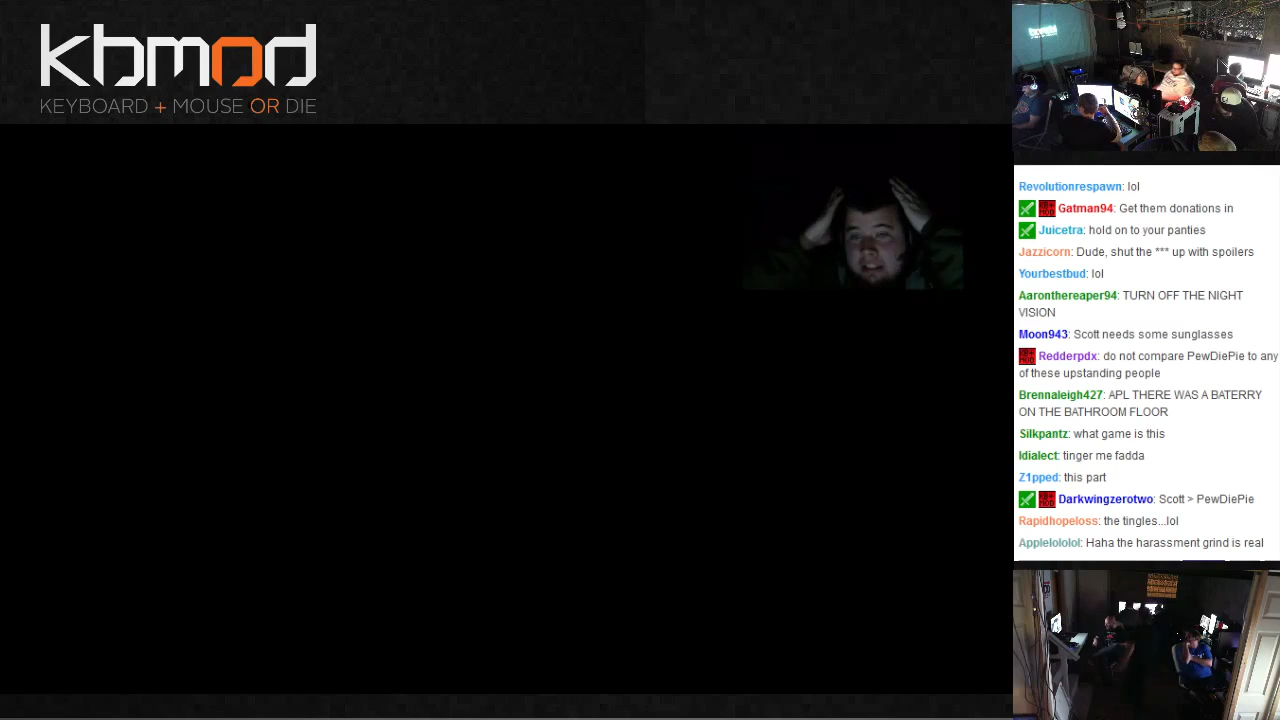 kbmod
KEYBOARD + MOUSE OR DIE
Revolutionrespawn: lol
Gatman94: Get them donations in
Juicetra: hold on to your panties
Jazzicorn: Dude, shut the *** up with spoilers
Yourbestbud: lol
Aaronthereaper94: TURN OFF THE NIGHT
VISION
Moon943: Scott needs some sunglasses
Redderpdx: do not compare PewDiePie to any
of these upstanding people
Brennaleigh427: APL THERE WAS A BATERRY
ON THE BATHROOM FLOOR
Silkpantz: what game is this
Idialect: tinger me fadda
Z1pped: this part
Darkwingzerotwo: Scott > PewDiePie
Rapidhopeloss: the tingles...lol
Applelololol: Haha the harassment grind is real